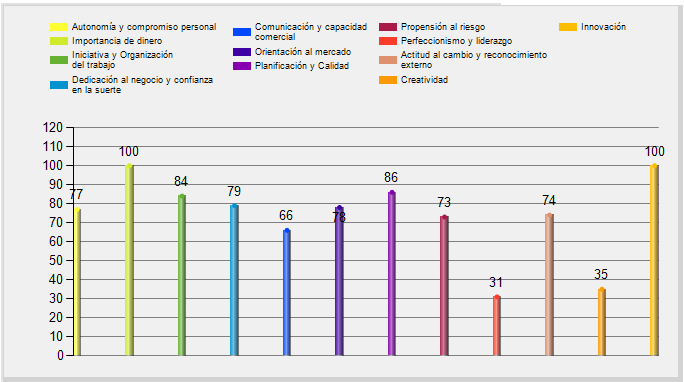 Autonomía y compromiso personal
Importancia de dinero
Iniciativa y Organización
del trabajo
Dedicación al negocio y confianza
en la suerte
Comunicación y capacidad
comercial
Orientación al mercado
Planificación y Calidad
Propensión al riesgo
Perfeccionismo y liderazgo
Actitud al cambio y reconocimiento
externo
Creatividad
Innovación
120
110
100
90
80
70
60
50
40
30
20
10
0
77
100
84
79
66
78
86
73
31
74
35
100